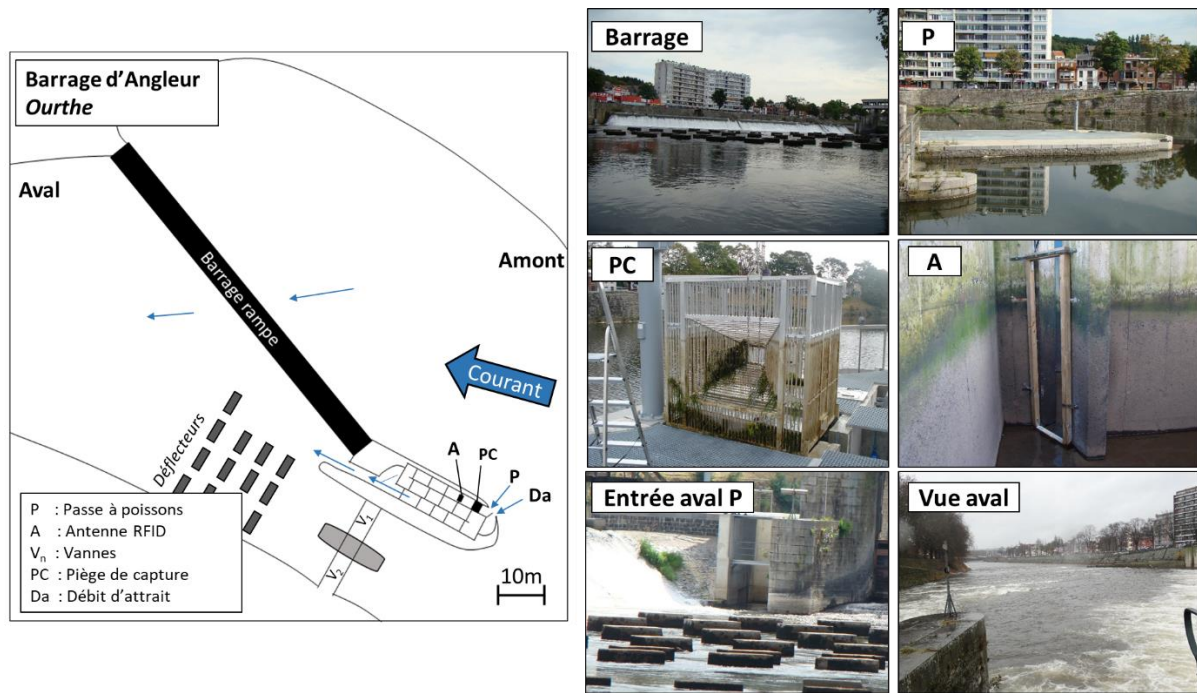 Barrage d'Angleur
Ourthe
Aval
Amont
Barrage rampe
Courant
Déflecteurs
A
PC
P
Da
V1
V2
P : Passe à poissons
A : Antenne RFID
Vn : Vannes
PC : Piège de capture
Da : Débit d'attrait
10m
Barrage
P
PC
A
Entrée aval P
Vue aval